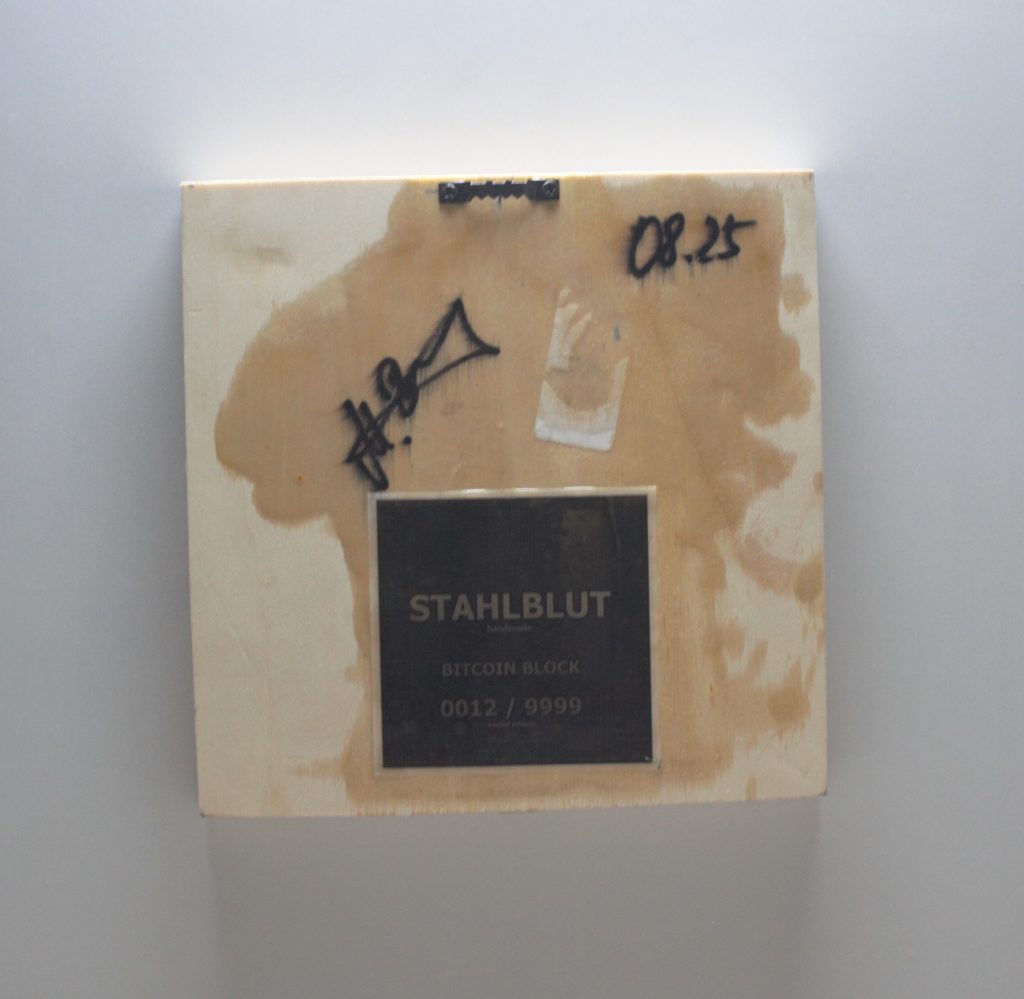 08.25
STAHLBLUT
handmade
BITCOIN BLOCK
0012 / 9999